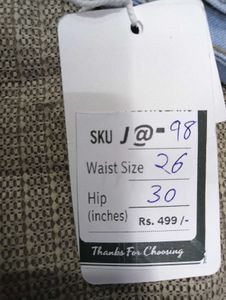 SKU J@-98
Waist Size 26
Hip 30
(inches) Rs. 499 /-
Thanks For Choosing